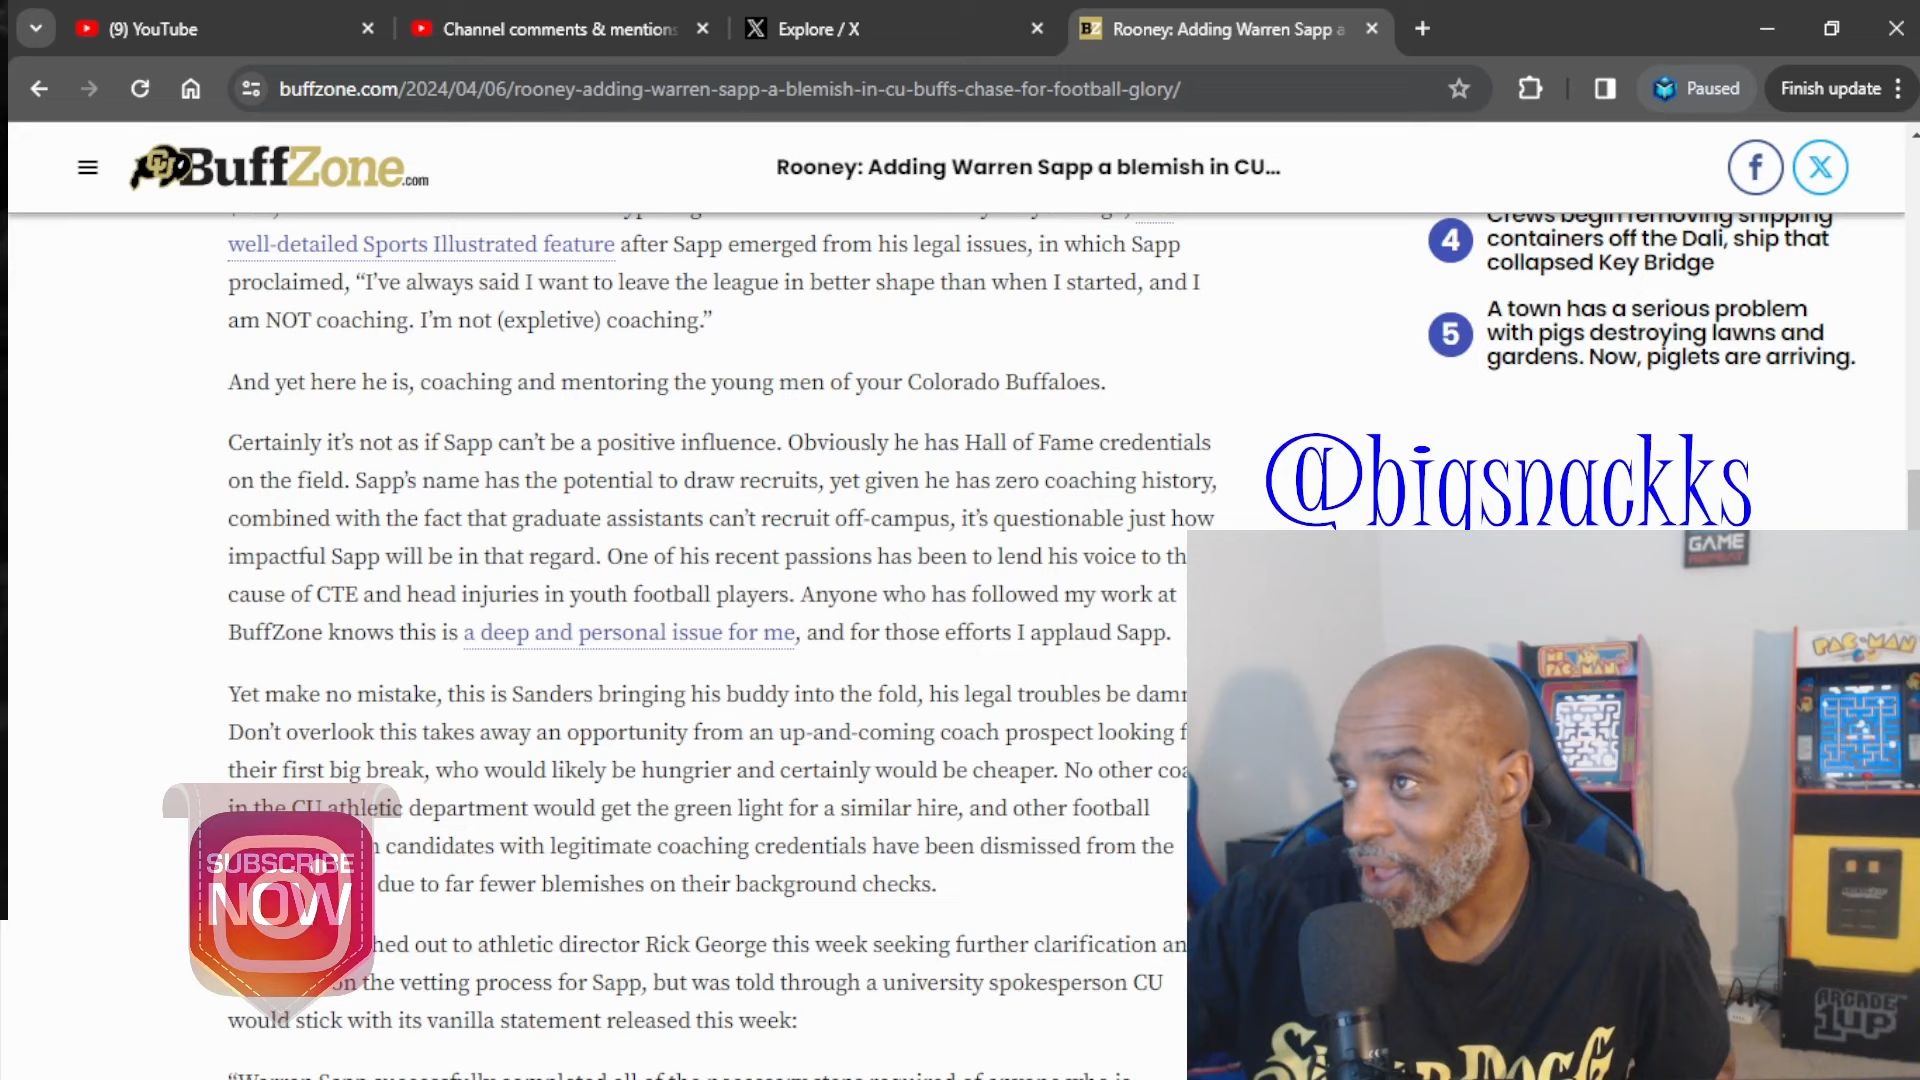 (9) YouTube
Channel comments & mentions
Explore / X
Rooney: Adding Warren Sapp a
buffzone.com/2024/04/06/rooney-adding-warren-sapp-a-blemish-in-cu-buffs-chase-for-football-glory/
Paused
Finish update
BuffZone.com
Rooney: Adding Warren Sapp a blemish in CU...
well-detailed Sports Illustrated feature after Sapp emerged from his legal issues, in which Sapp
proclaimed, “I’ve always said I want to leave the league in better shape than when I started, and I
am NOT coaching. I’m not (expletive) coaching.”
And yet here he is, coaching and mentoring the young men of your Colorado Buffaloes.
Certainly it’s not as if Sapp can’t be a positive influence. Obviously he has Hall of Fame credentials
on the field. Sapp’s name has the potential to draw recruits, yet given he has zero coaching history,
combined with the fact that graduate assistants can’t recruit off-campus, it’s questionable just how
impactful Sapp will be in that regard. One of his recent passions has been to lend his voice to th
cause of CTE and head injuries in youth football players. Anyone who has followed my work at
BuffZone knows this is a deep and personal issue for me, and for those efforts I applaud Sapp.
Yet make no mistake, this is Sanders bringing his buddy into the fold, his legal troubles be damn
Don’t overlook this takes away an opportunity from an up-and-coming coach prospect looking f
their first big break, who would likely be hungrier and certainly would be cheaper. No other coa
in the CU athletic department would get the green light for a similar hire, and other football
candidates with legitimate coaching credentials have been dismissed from the
due to far fewer blemishes on their background checks.
hed out to athletic director Rick George this week seeking further clarification an
on the vetting process for Sapp, but was told through a university spokesperson CU
would stick with its vanilla statement released this week:
4
Crews begin removing shipping
containers off the Dali, ship that
collapsed Key Bridge
5
A town has a serious problem
with pigs destroying lawns and
gardens. Now, piglets are arriving.
@bigsnackks
SUBSCRIBE
NOW
GAME
PAC-MAN
PAC-MAN
ARCADE
1UP